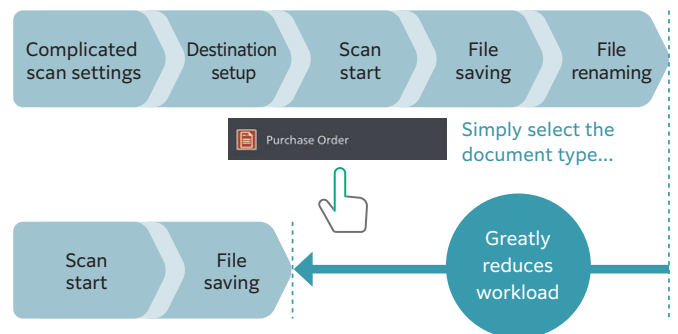 Complicated
scan settings
Destination
setup
Scan
start
File
saving
File
renaming
Purchase Order
Simply select the
document type...
Scan
start
File
saving
Greatly
reduces
workload